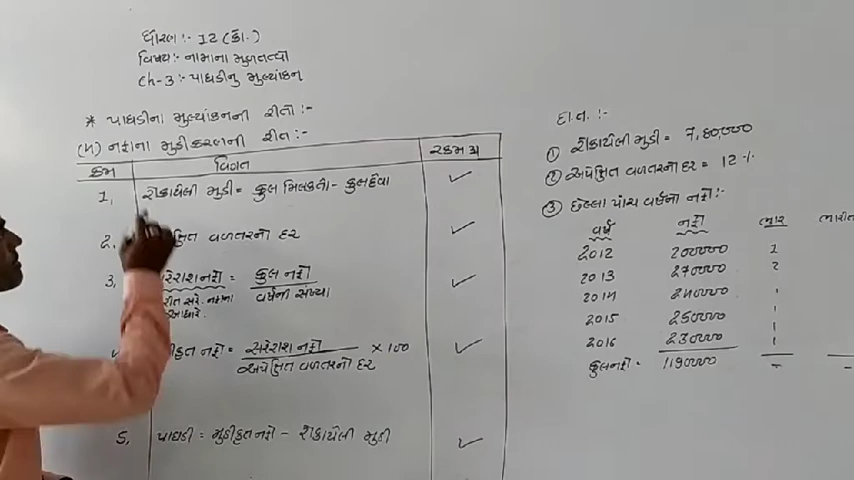 ધોરણ :- 12 (કો.)
વિષય :- નામાના મૂળતત્વો
Ch-3 :- પાઘડીનુ મુલ્યાંકન
* પાઘડીના મુલ્યાંકનની રીતો :-
નફાના મુડીકરણની રીત :-
ક્રમ વિગત રકમ રૂ
1. રોકાયેલી મુડી = કુલ મિલકતો - કુલ દેવા ✓
2. વળતરનો દર ✓
3. સરેરાશ નફો = કુલ નફો / વર્ષની સંખ્યા ✓
આધારે.
નફો = સરેરાશ નફો / અપેક્ષિત વળતરનો દર × 100 ✓
5. પાઘડી = મુડીકૃત નફો - રોકાયેલી મુડી ✓
દા.ત. :-
① રોકાયેલી મુડી = 7,80,000
② અપેક્ષિત વળતરનો દર = 12 %
③ છેલ્લા પાંચ વર્ષનો નફો :-
વર્ષ નફો ભાર
2012 200000 1
2013 270000 2
2014 240000
2015 250000
2016 230000
કુલ નફો - 1190000